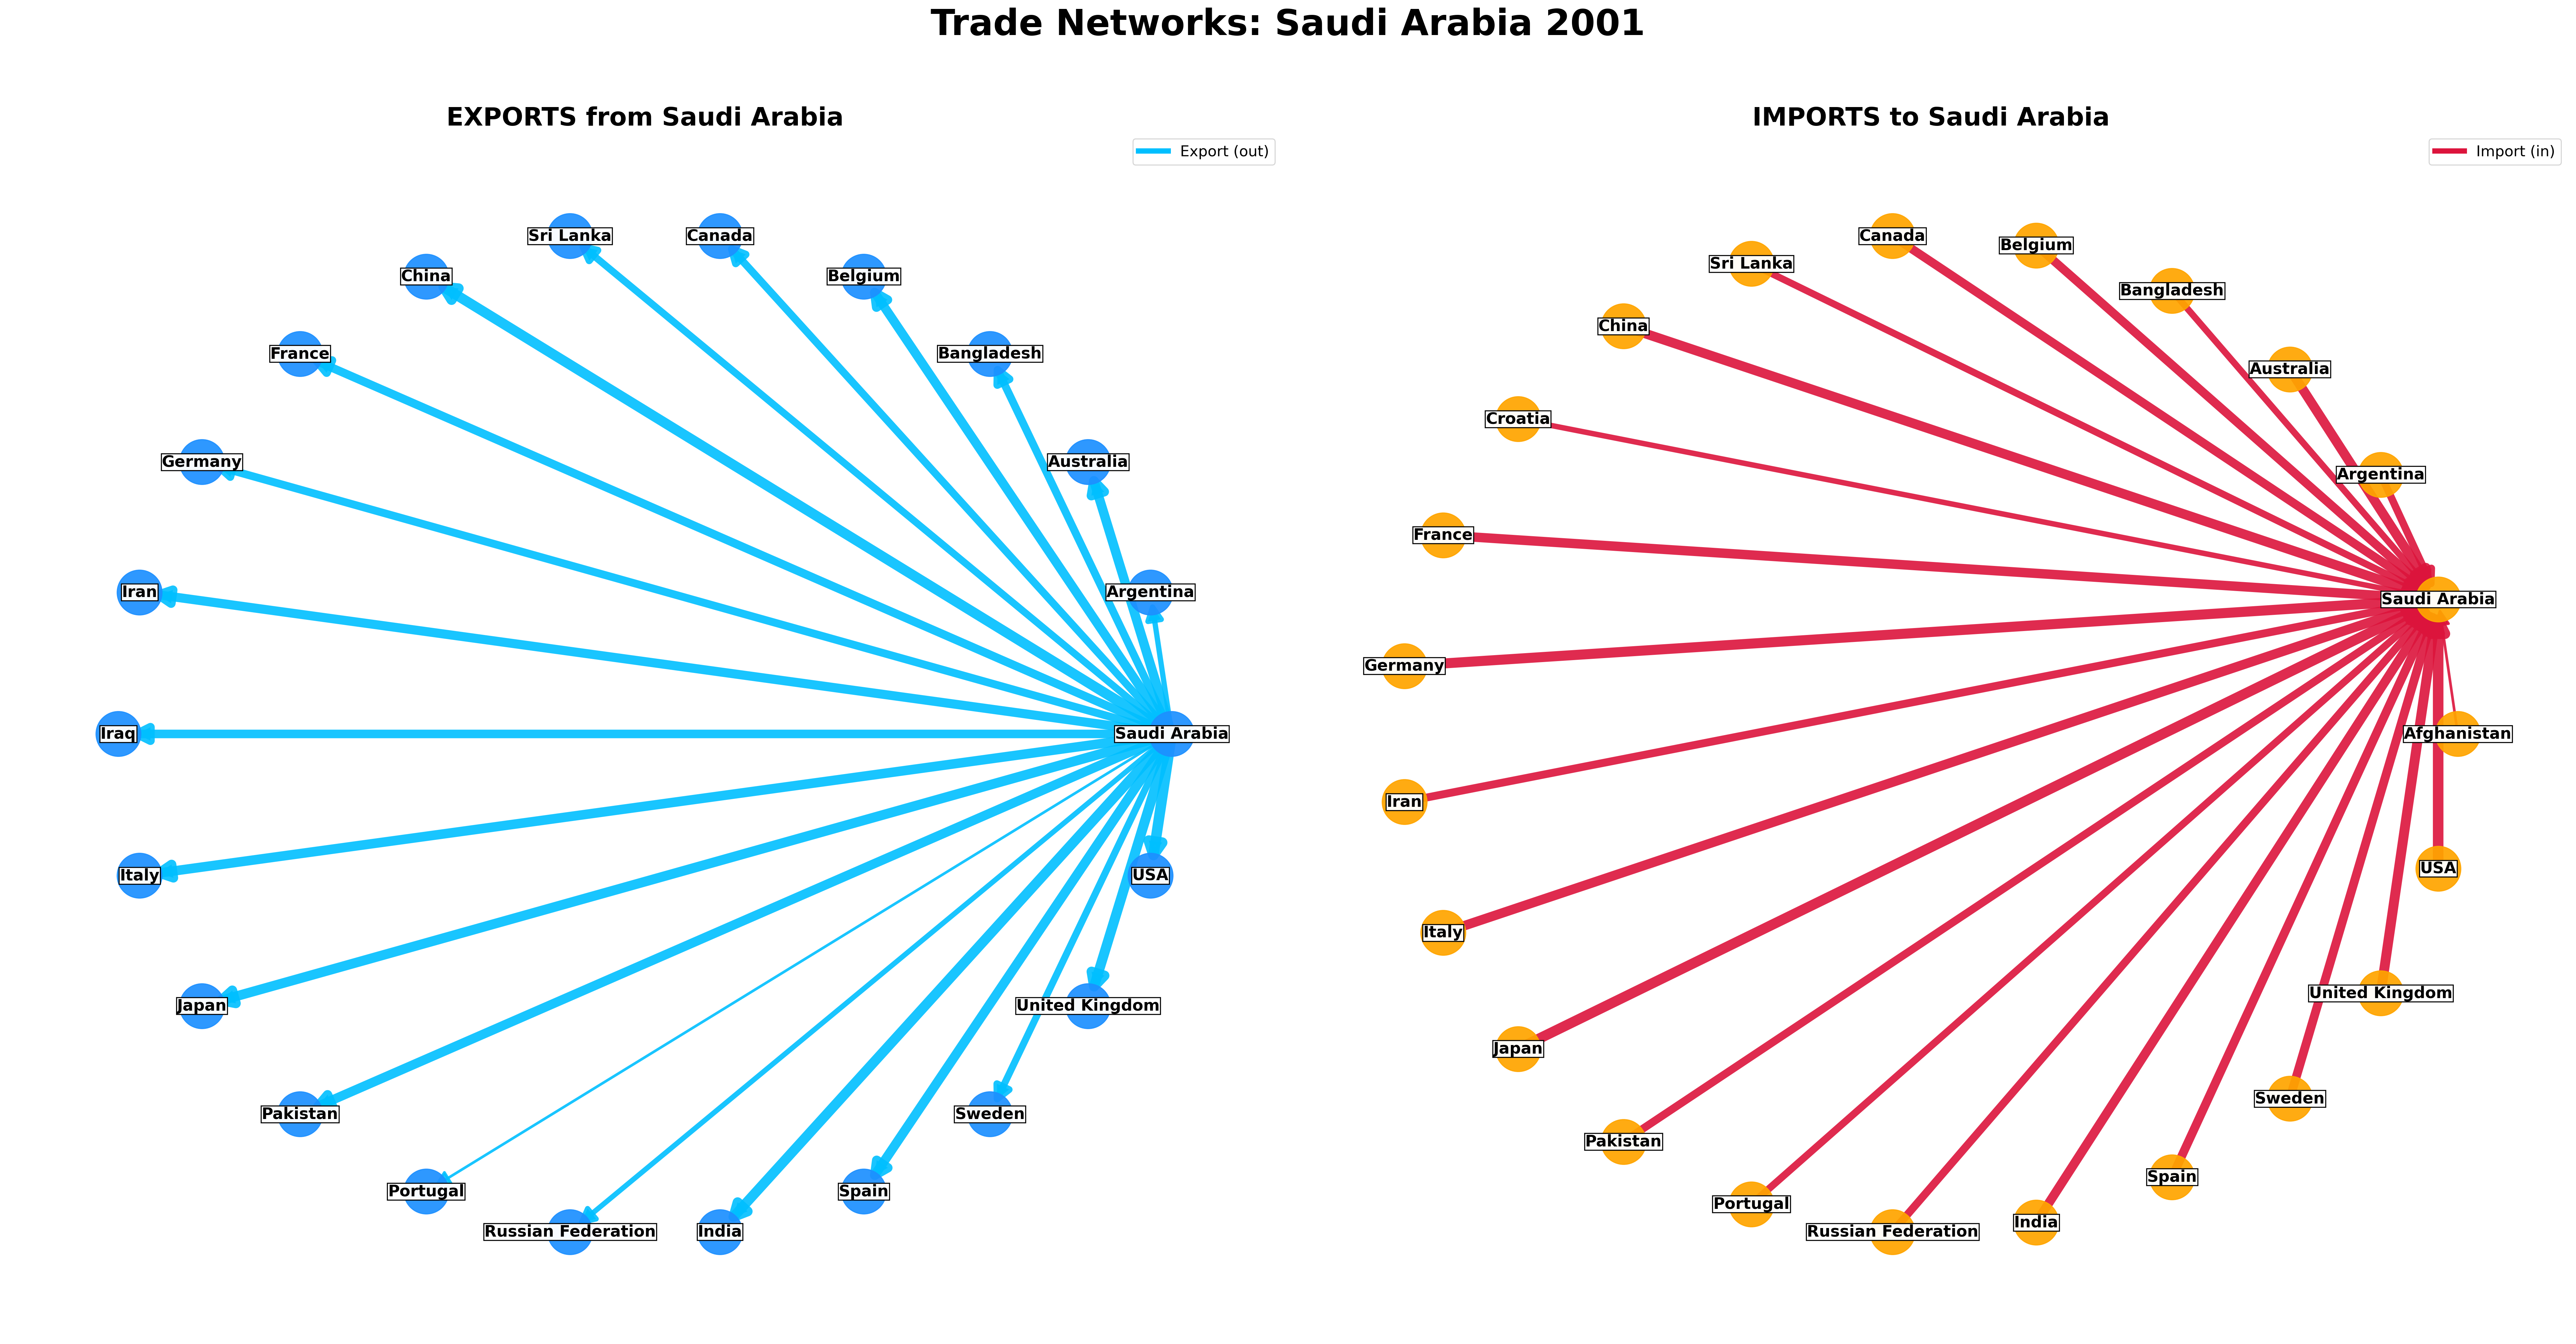 Trade Networks: Saudi Arabia 2001
EXPORTS from Saudi Arabia
Export (out)
Sri Lanka
Canada
China
Belgium
France
Bangladesh
Germany
Australia
Iran
Argentina
Iraq
Saudi Arabia
Italy
USA
Japan
United Kingdom
Pakistan
Sweden
Portugal
Spain
Russian Federation
India
IMPORTS to Saudi Arabia
Import (in)
Canada
Belgium
Sri Lanka
Bangladesh
China
Australia
Croatia
Argentina
France
Saudi Arabia
Germany
Afghanistan
Iran
USA
Italy
United Kingdom
Japan
Sweden
Pakistan
Spain
Portugal
India
Russian Federation